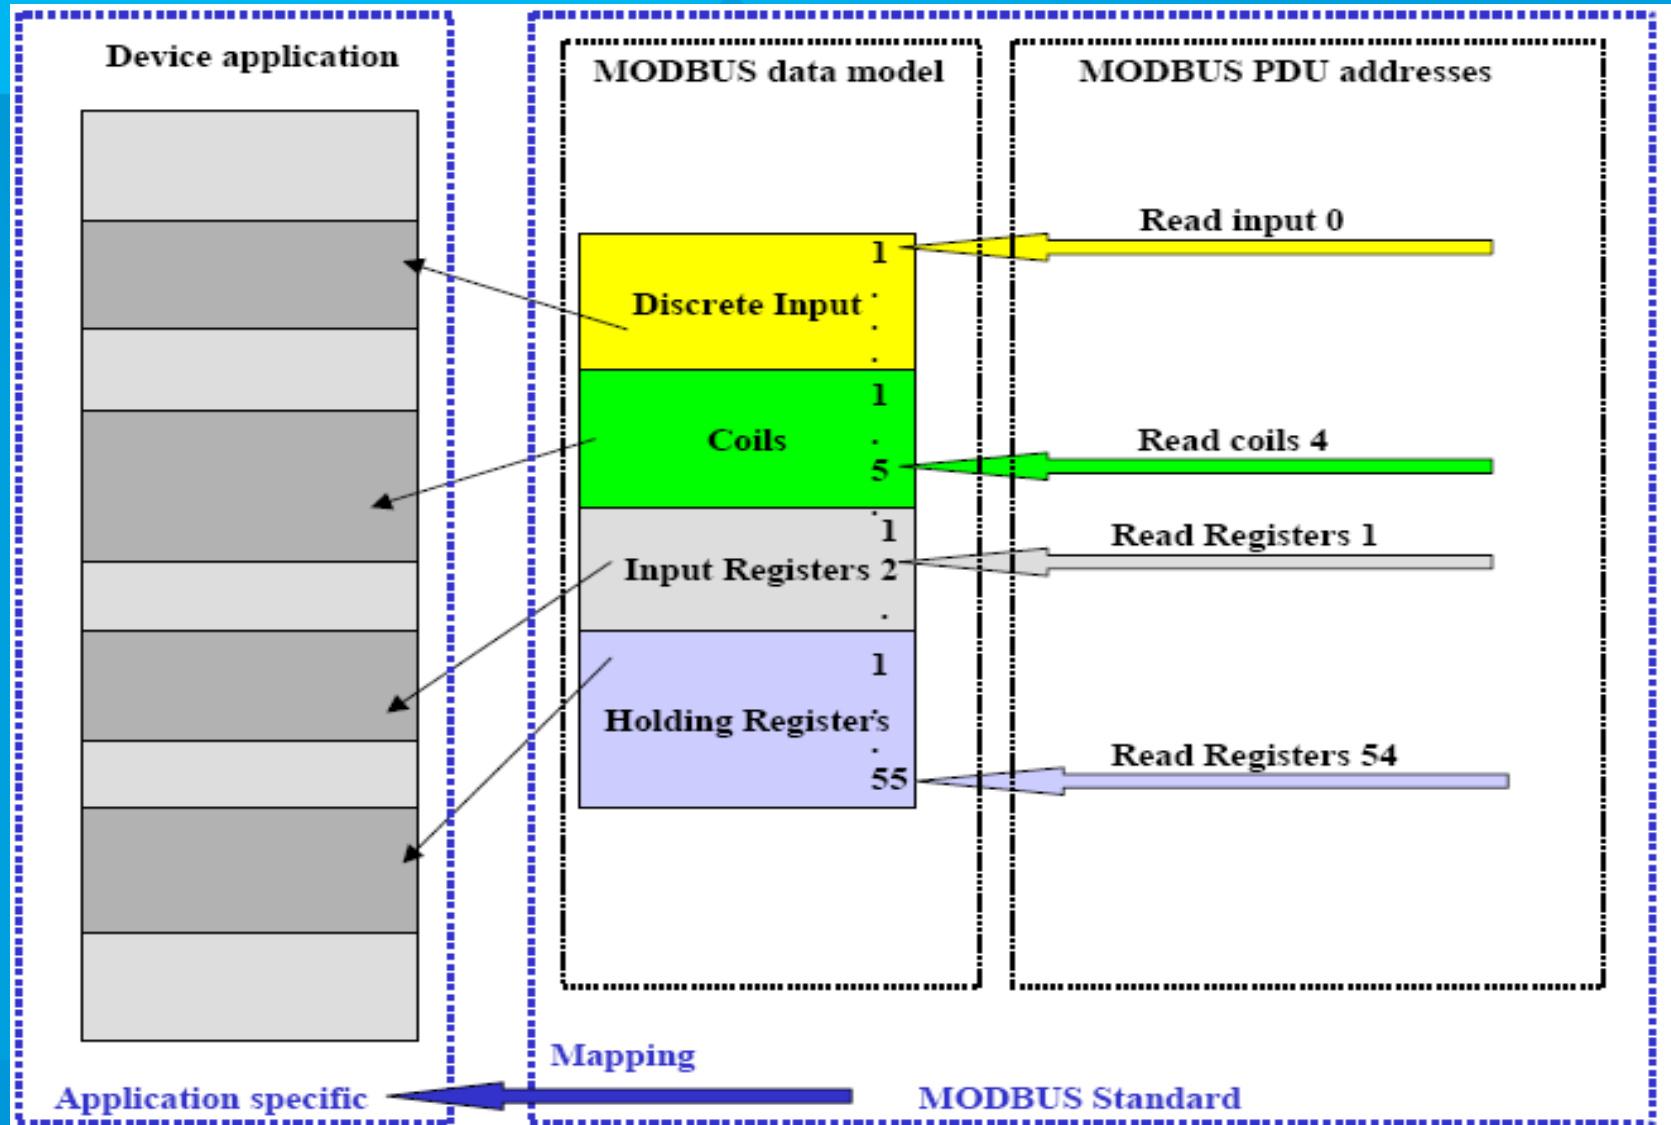 Device application
MODBUS data model
MODBUS PDU addresses
Read input 0
1
Discrete Input
.
.
.
1
Read coils 4
Coils
.
5
.
1
Read Registers 1
Input Registers 2
.
1
Holding Registers
.
.
Read Registers 54
55
Mapping
Application specific
MODBUS Standard